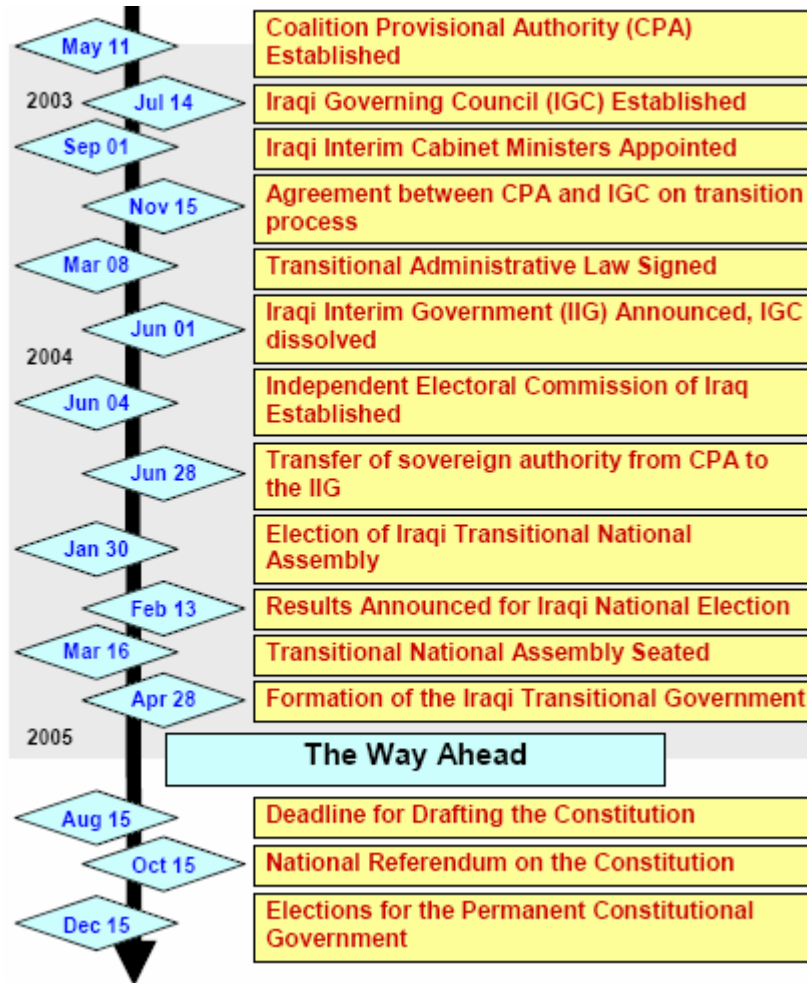 May 11
Coalition Provisional Authority (CPA)
Established
2003
Jul 14
Iraqi Governing Council (IGC) Established
Sep 01
Iraqi Interim Cabinet Ministers Appointed
Nov 15
Agreement between CPA and IGC on transition
process
Mar 08
Transitional Administrative Law Signed
Jun 01
Iraqi Interim Government (IIG) Announced, IGC
dissolved
2004
Jun 04
Independent Electoral Commission of Iraq
Established
Jun 28
Transfer of sovereign authority from CPA to
the IIG
Jan 30
Election of Iraqi Transitional National
Assembly
Feb 13
Results Announced for Iraqi National Election
Mar 16
Transitional National Assembly Seated
Apr 28
Formation of the Iraqi Transitional Government
2005
The Way Ahead
Aug 15
Deadline for Drafting the Constitution
Oct 15
National Referendum on the Constitution
Dec 15
Elections for the Permanent Constitutional
Government